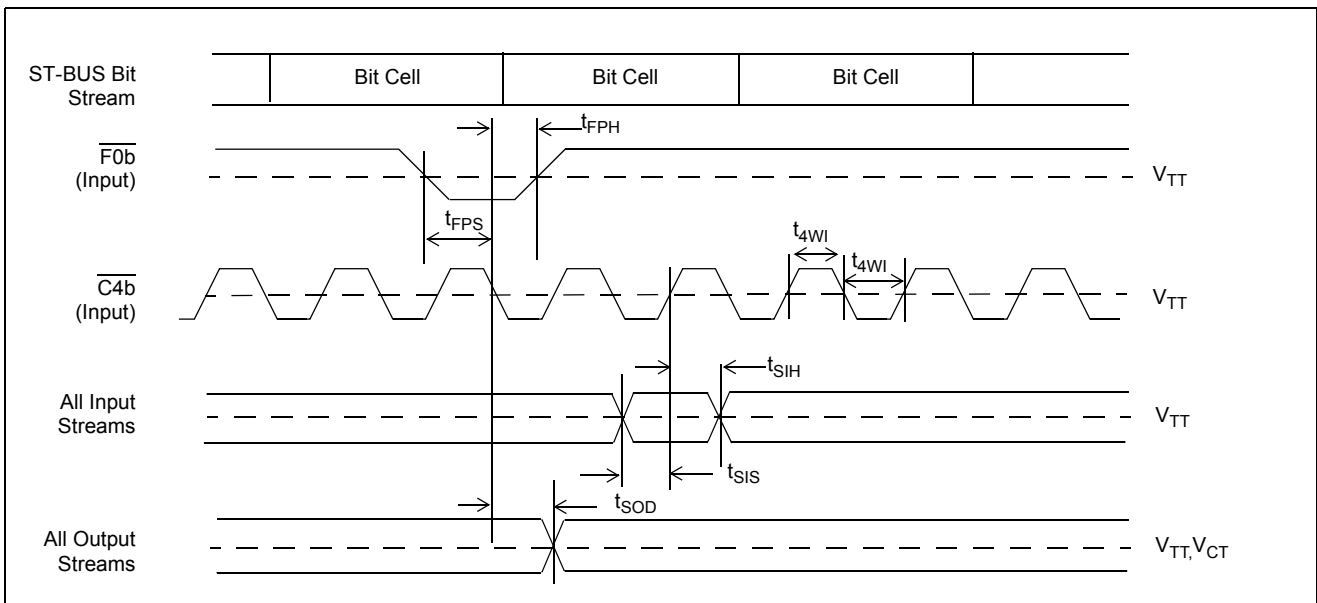 ST-BUS Bit
Stream
Bit Cell
Bit Cell
Bit Cell
tFPH
F0b
(Input)
VTT
tFPS
t4WI
t4WI
C4b
(Input)
VTT
tSIH
All Input
Streams
VTT
tSIS
tSOD
All Output
Streams
VTT,VCT